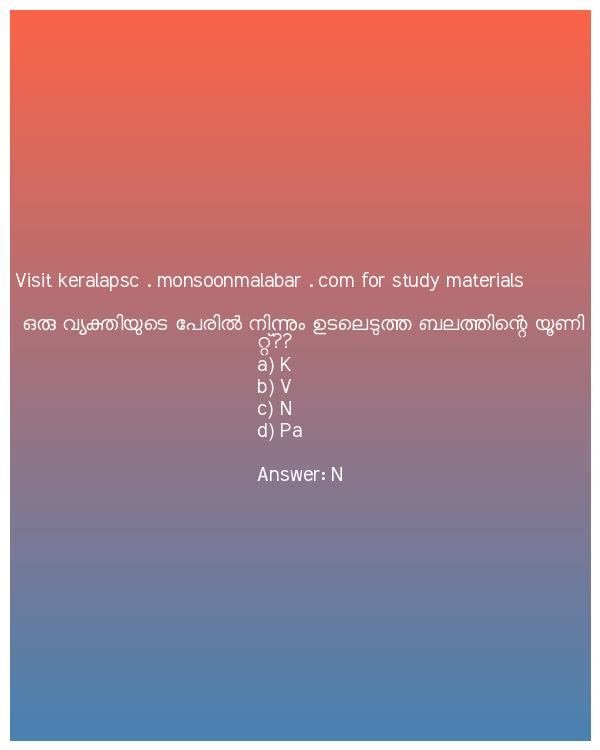 Visit keralapsc . monsoonmalabar . com for study materials
ഒരു വ്യക്തിയുടെ പേരിൽ നിന്നും ഉടലെടുത്ത ബലത്തിന്റെ യൂണി
റ്റ്??
a) K
b) V
c) N
d) Pa
Answer: N